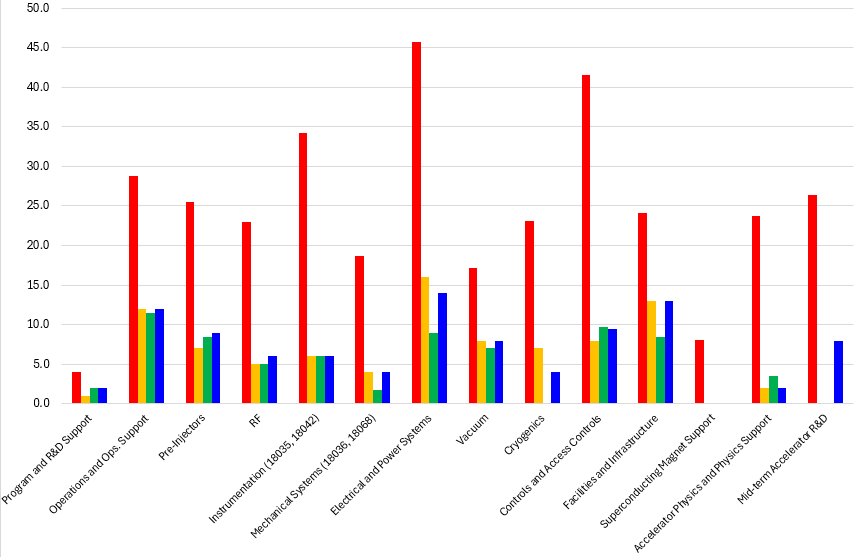 50.0
45.0
40.0
35.0
30.0
25.0
20.0
15.0
10.0
5.0
0.0
Program and R&D Support
Operations and Ops. Support
Pre-Injectors
RF
Instrumentation (18035, 18042)
Mechanical Systems (18036, 18068)
Electrical and Power Systems
Vacuum
Cryogenics
Controls and Access Controls
Facilities and Infrastructure
Superconducting Magnet Support
Accelerator Physics and Physics Support
Mid-term Accelerator R&D